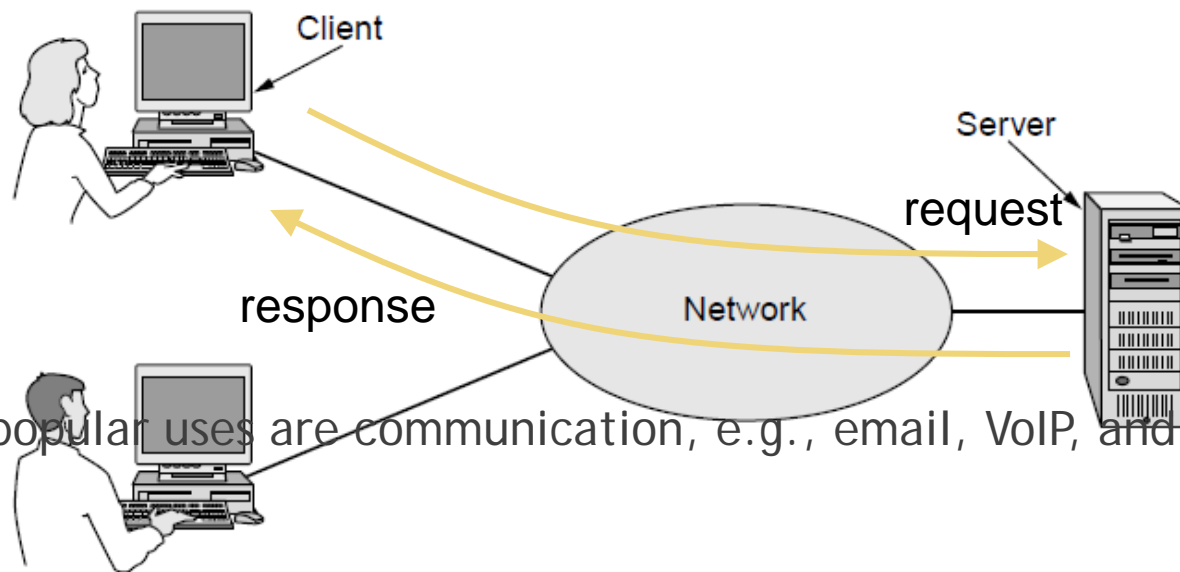 Client
Server
request
response
Network
popular uses are communication, e.g., email, VoIP, and